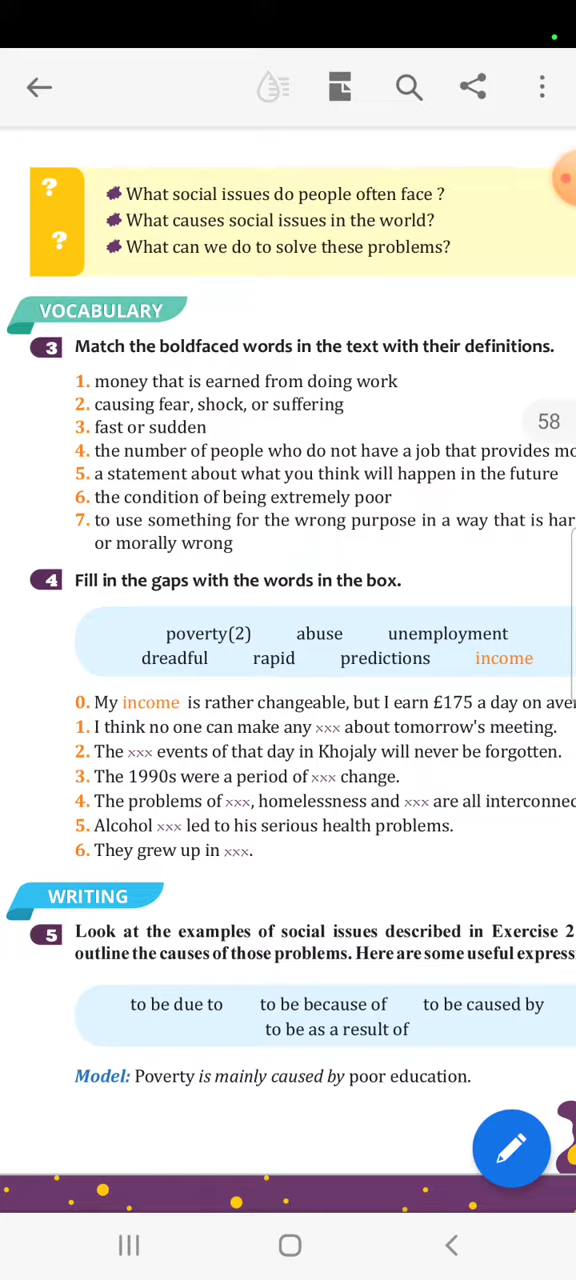 ? What social issues do people often face ?
What causes social issues in the world?
? What can we do to solve these problems?
VOCABULARY
3 Match the boldfaced words in the text with their definitions.
1. money that is earned from doing work
2. causing fear, shock, or suffering
3. fast or sudden
58
4. the number of people who do not have a job that provides
5. a statement about what you think will happen in the future
6. the condition of being extremely poor
7. to use something for the wrong purpose in a way that is
or morally wrong
4 Fill in the gaps with the words in the box.
poverty(2) abuse unemployment
dreadful rapid predictions income
0. My income is rather changeable, but I earn £175 a day on
1. I think no one can make any xxx about tomorrow's meeting.
2. The xxx events of that day in Khojaly will never be forgotten.
3. The 1990s were a period of xxx change.
4. The problems of xxx, homelessness and xxx are all
5. Alcohol xxx led to his serious health problems.
6. They grew up in xxx.
WRITING
5 Look at the examples of social issues described in Exercise 2
outline the causes of those problems. Here are some useful
to be due to to be because of to be caused by
to be as a result of
Model: Poverty is mainly caused by poor education.